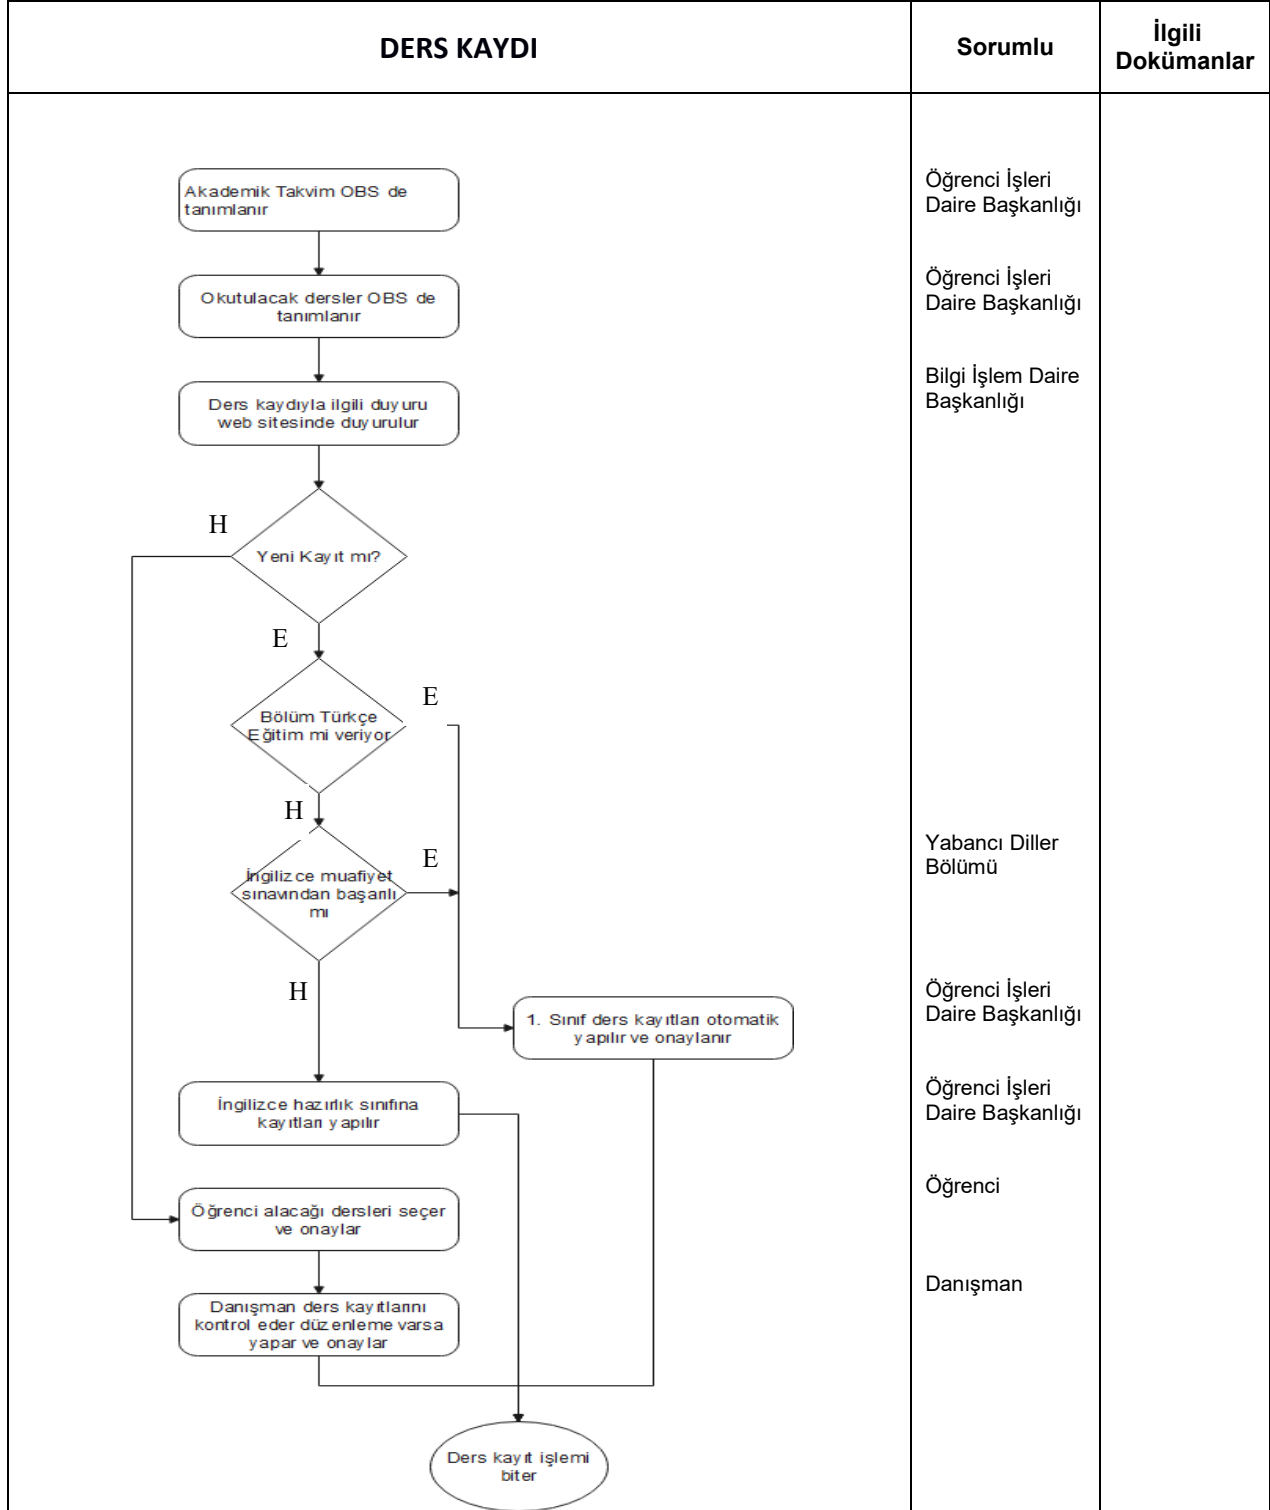 DERS KAYDI
Sorumlu
İlgili
Dokümanlar
Akademik Takvim OBS de
tanımlanır
Öğrenci İşleri
Daire Başkanlığı
Okutulacak dersler OBS de
tanımlanır
Öğrenci İşleri
Daire Başkanlığı
Ders kaydıyla ilgili duyuru
web sitesinde duyurulur
Bilgi İşlem Daire
Başkanlığı
H
Yeni Kayıt mı?
E
Bölüm Türkçe
Eğitim mi veriyor
E
H
İngilizce muafiyet
sınavından başarılı
mı
E
Yabancı Diller
Bölümü
H
1. Sınıf ders kayıtları otomatik
yapılır ve onaylanır
Öğrenci İşleri
Daire Başkanlığı
İngilizce hazırlık sınıfına
kayıtları yapılır
Öğrenci İşleri
Daire Başkanlığı
Öğrenci alacağı dersleri seçer
ve onaylar
Öğrenci
Danışman ders kayıtlarını
kontrol eder düzenleme varsa
yapar ve onaylar
Danışman
Ders kayıt işlemi
biter